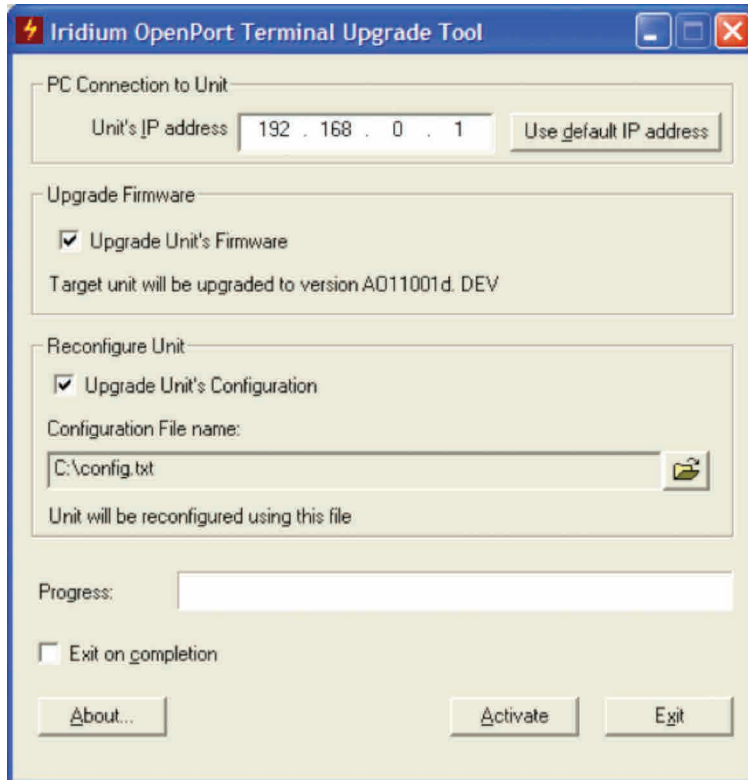 Iridium OpenPort Terminal Upgrade Tool
PC Connection to Unit
Unit's IP address 192 . 168 . 0 . 1 Use default IP address
Upgrade Firmware
Upgrade Unit's Firmware
Target unit will be upgraded to version AO11001d. DEV
Reconfigure Unit
Upgrade Unit's Configuration
Configuration File name:
C:\config.txt
Unit will be reconfigured using this file
Progress:
Exit on completion
About... Activate Exit